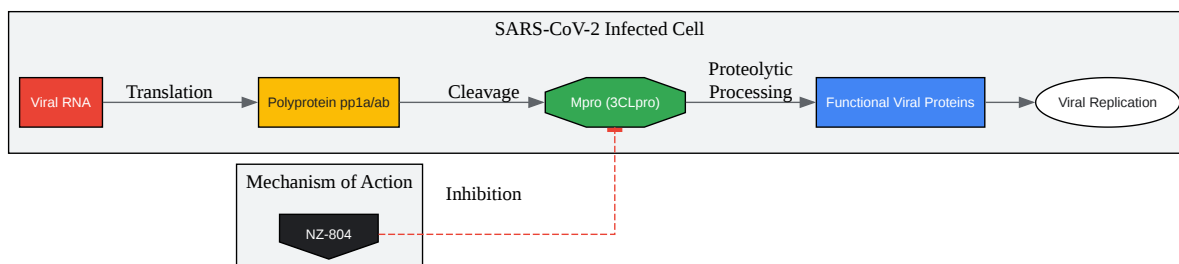 SARS-CoV-2 Infected Cell
Viral RNA
Translation
Polyprotein pp1a/ab
Cleavage
Mpro (3CLpro)
Proteolytic
Processing
Functional Viral Proteins
Viral Replication
Mechanism of Action
Inhibition
NZ-804